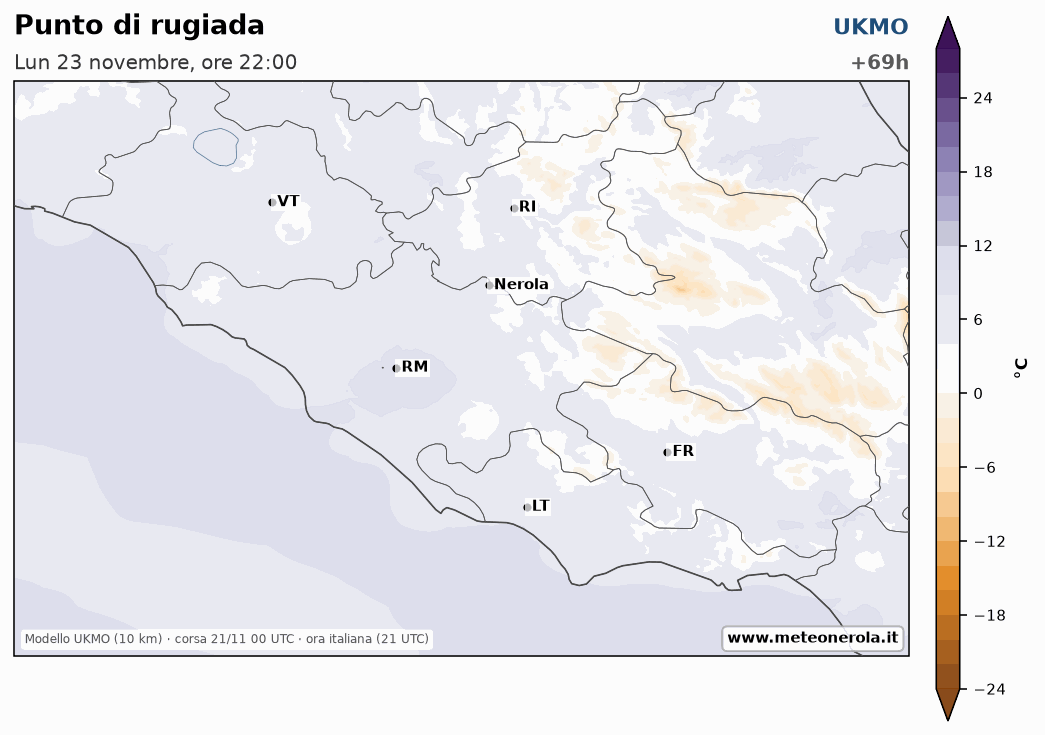 Punto di rugiada
UKMO
Lun 23 novembre, ore 22:00
+69h
VT
RI
Nerola
RM
FR
LT
24
18
12
6
0
−6
−12
−18
−24
°C
Modello UKMO (10 km) · corsa 21/11 00 UTC · ora italiana (21 UTC)
www.meteonerola.it